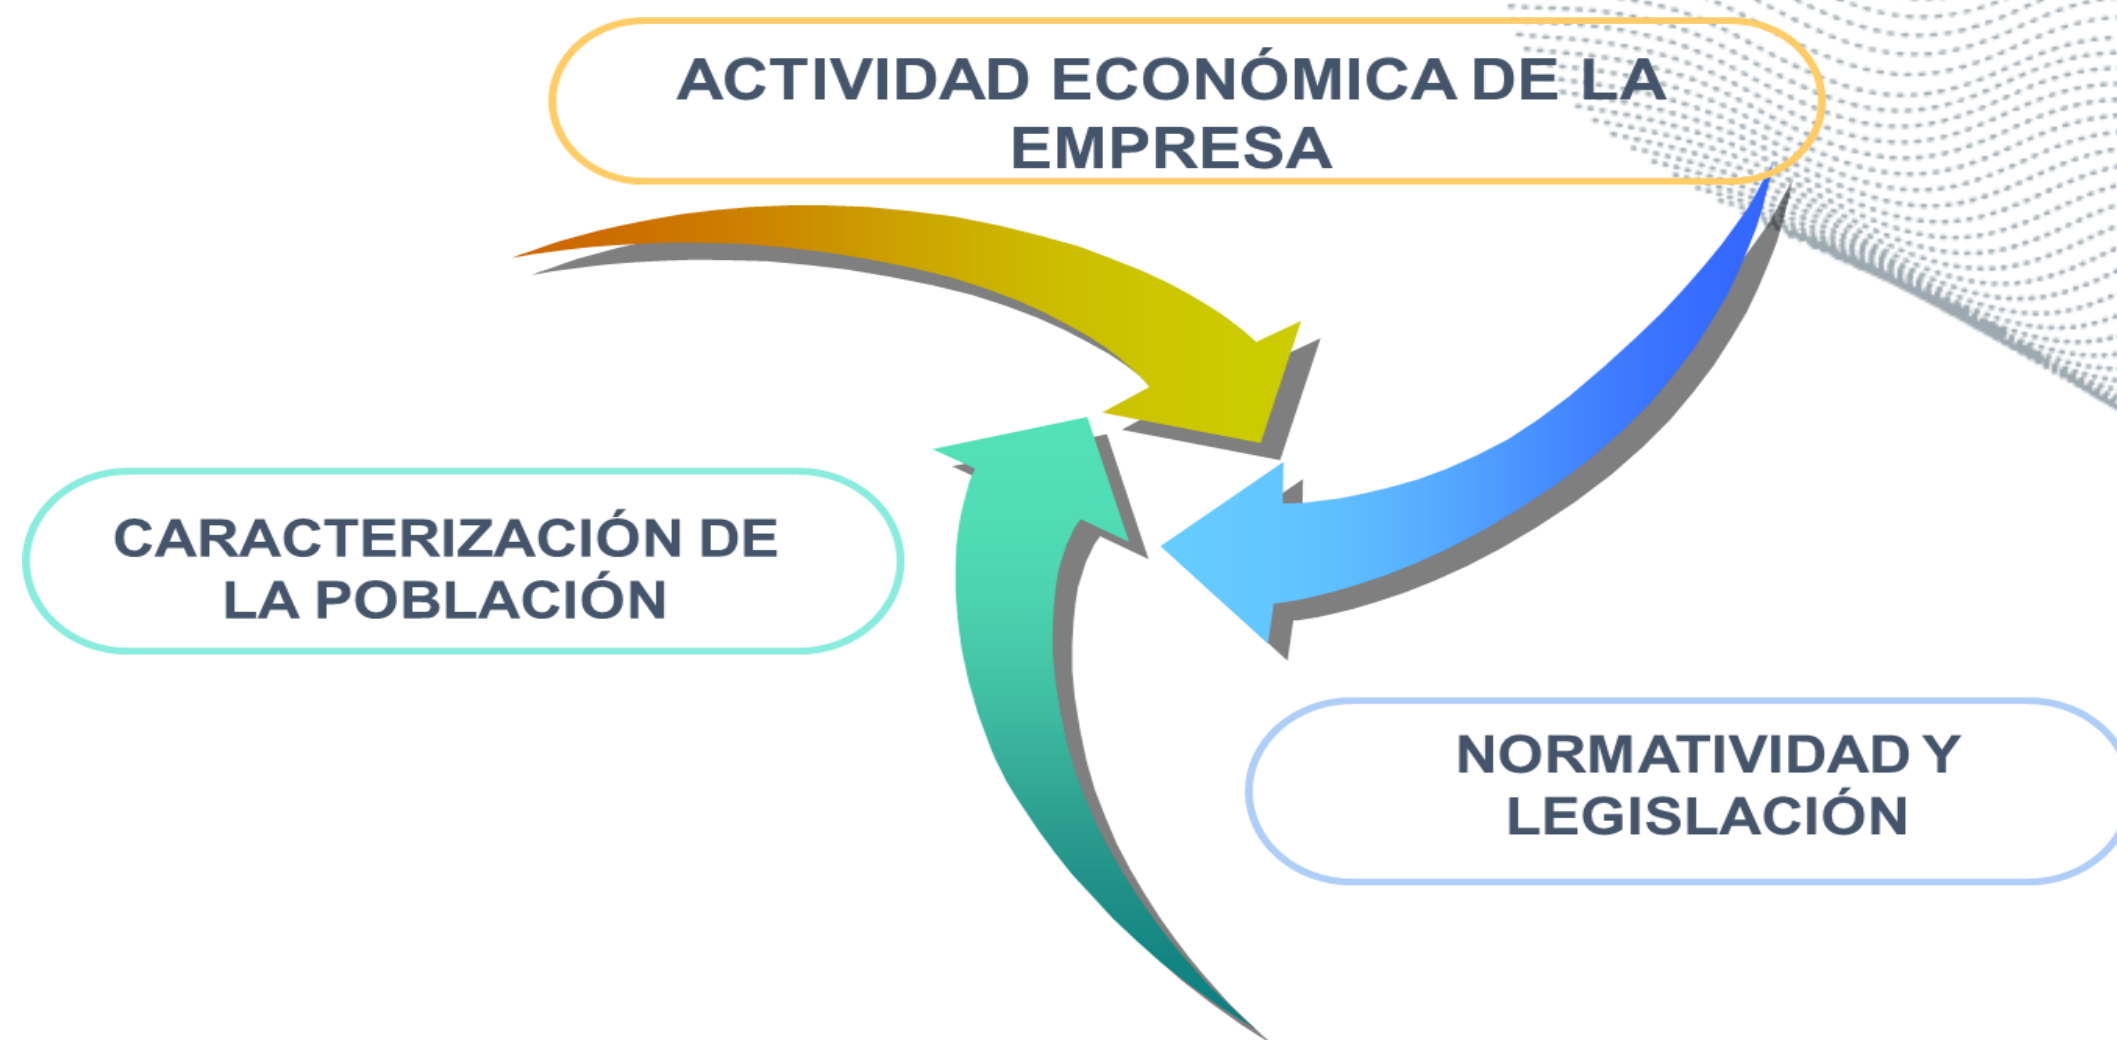 ACTIVIDAD ECONÓMICA DE LA
EMPRESA
CARACTERIZACIÓN DE
LA POBLACIÓN
NORMATIVIDAD Y
LEGISLACIÓN